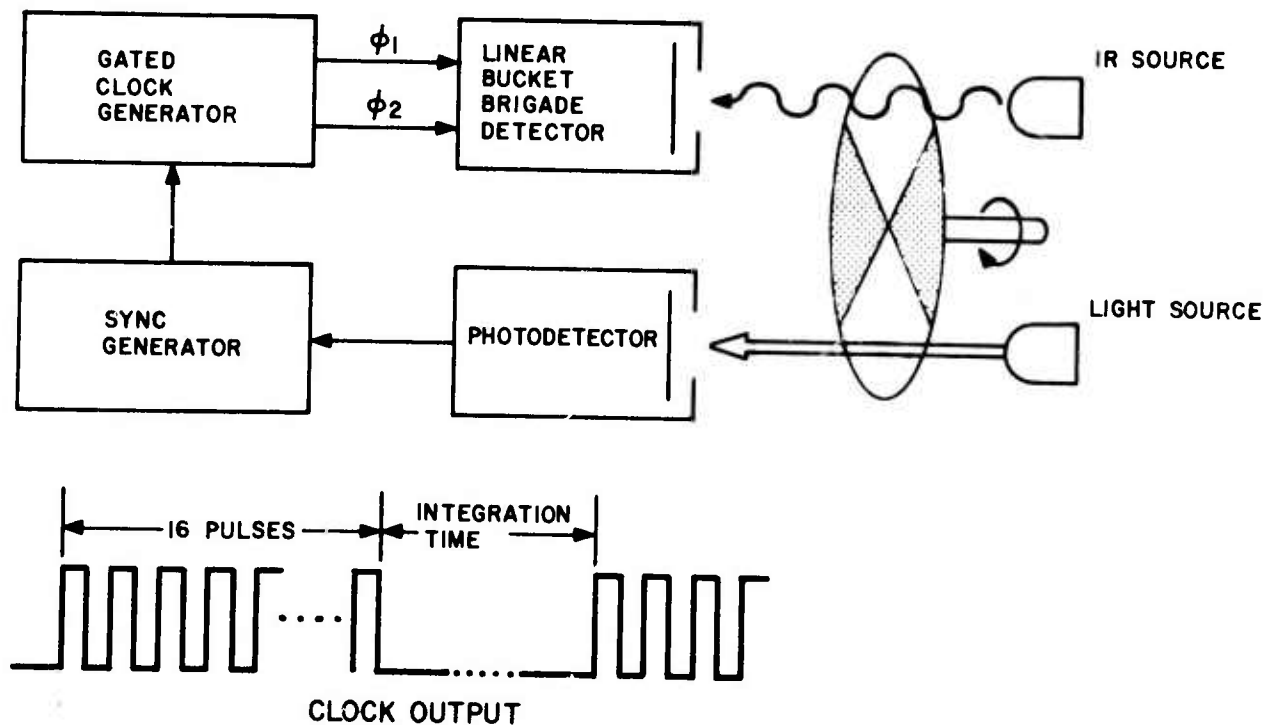 GATED
CLOCK
GENERATOR
ϕ1
ϕ2
LINEAR
BUCKET
BRIGADE
DETECTOR
IR SOURCE
SYNC
GENERATOR
PHOTODETECTOR
LIGHT SOURCE
16 PULSES
INTEGRATION
TIME
CLOCK OUTPUT